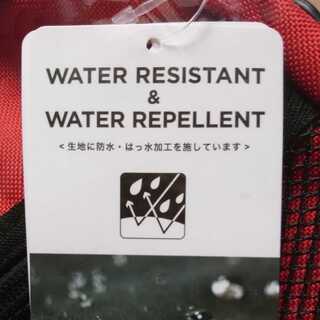 WATER RESISTANT
&
WATER REPELLENT
< 生地に防水・はっ水加工を施しています >